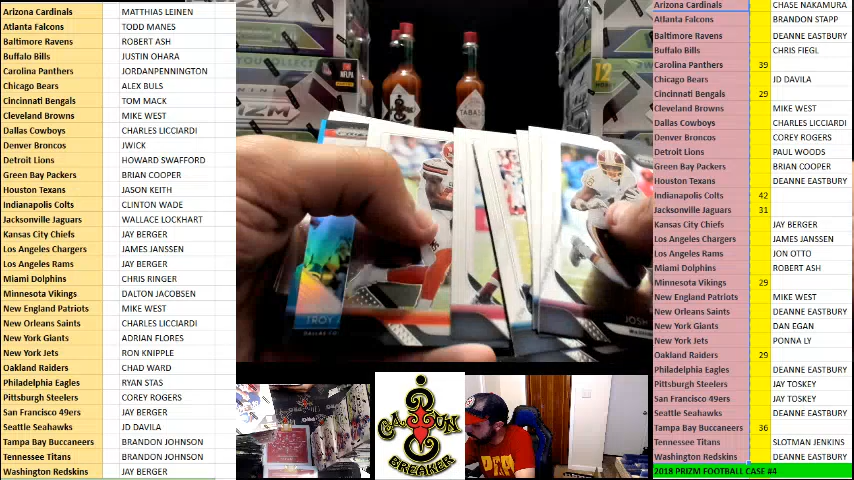 Arizona Cardinals MATTHIAS LEINEN
Atlanta Falcons TODD MANES
Baltimore Ravens ROBERT ASH
Buffalo Bills JUSTIN OHARA
Carolina Panthers JORDANPENNINGTON
Chicago Bears ALEX BULS
Cincinnati Bengals TOM MACK
Cleveland Browns MIKE WEST
Dallas Cowboys CHARLES LICCIARDI
Denver Broncos JWICK
Detroit Lions HOWARD SWAFFORD
Green Bay Packers BRIAN COOPER
Houston Texans JASON KEITH
Indianapolis Colts CLINTON WADE
Jacksonville Jaguars WALLACE LOCKHART
Kansas City Chiefs JAY BERGER
Los Angeles Chargers JAMES JANSSEN
Los Angeles Rams JAY BERGER
Miami Dolphins CHRIS RINGER
Minnesota Vikings DALTON JACOBSEN
New England Patriots MIKE WEST
New Orleans Saints CHARLES LICCIARDI
New York Giants ADRIAN FLORES
New York Jets RON KNIPPLE
Oakland Raiders CHAD WARD
Philadelphia Eagles RYAN STAS
Pittsburgh Steelers COREY ROGERS
San Francisco 49ers JAY BERGER
Seattle Seahawks JD DAVILA
Tampa Bay Buccaneers BRANDON JOHNSON
Tennessee Titans BRANDON JOHNSON
Washington Redskins JAY BERGER
NFLPA
12
TABA
TROY
DALLAS CO
JOSH
CAJUN
BREAKER
Arizona Cardinals CHASE NAKAMURA
Atlanta Falcons BRANDON STAPP
Baltimore Ravens DEANNE EASTBURY
Buffalo Bills CHRIS FIEGL
Carolina Panthers 39
Chicago Bears JD DAVILA
Cincinnati Bengals 29
Cleveland Browns MIKE WEST
Dallas Cowboys CHARLES LICCIARDI
Denver Broncos COREY ROGERS
Detroit Lions PAUL WOODS
Green Bay Packers BRIAN COOPER
Houston Texans DEANNE EASTBURY
Indianapolis Colts 42
Jacksonville Jaguars 31
Kansas City Chiefs JAY BERGER
Los Angeles Chargers JAMES JANSSEN
Los Angeles Rams JON OTTO
Miami Dolphins ROBERT ASH
Minnesota Vikings 29
New England Patriots MIKE WEST
New Orleans Saints DEANNE EASTBURY
New York Giants DAN EGAN
New York Jets PONNA LY
Oakland Raiders 29
Philadelphia Eagles DEANNE EASTBURY
Pittsburgh Steelers JAY TOSKEY
San Francisco 49ers JAY TOSKEY
Seattle Seahawks DEANNE EASTBURY
Tampa Bay Buccaneers 36
Tennessee Titans SLOTMAN JENKINS
Washington Redskins DEANNE EASTBURY
2018 PRIZM FOOTBALL CASE #4